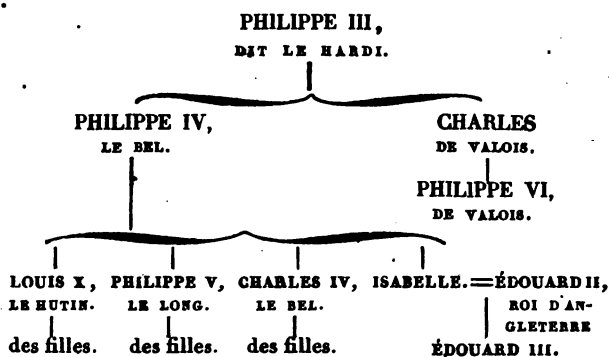 PHILIPPE III,
DIT LE HARDI.
PHILIPPE IV, CHARLES
LE BEL. DE VALOIS.
PHILIPPE VI,
DE VALOIS.
LOUIS X, PHILIPPE V, CHARLES IV, ISABELLE.=ÉDOUARD II,
LE HUTIN. LE LONG. LE BEL. ROI D'AN-
GLETERRE
des filles. des filles. des filles. ÉDOUARD III.